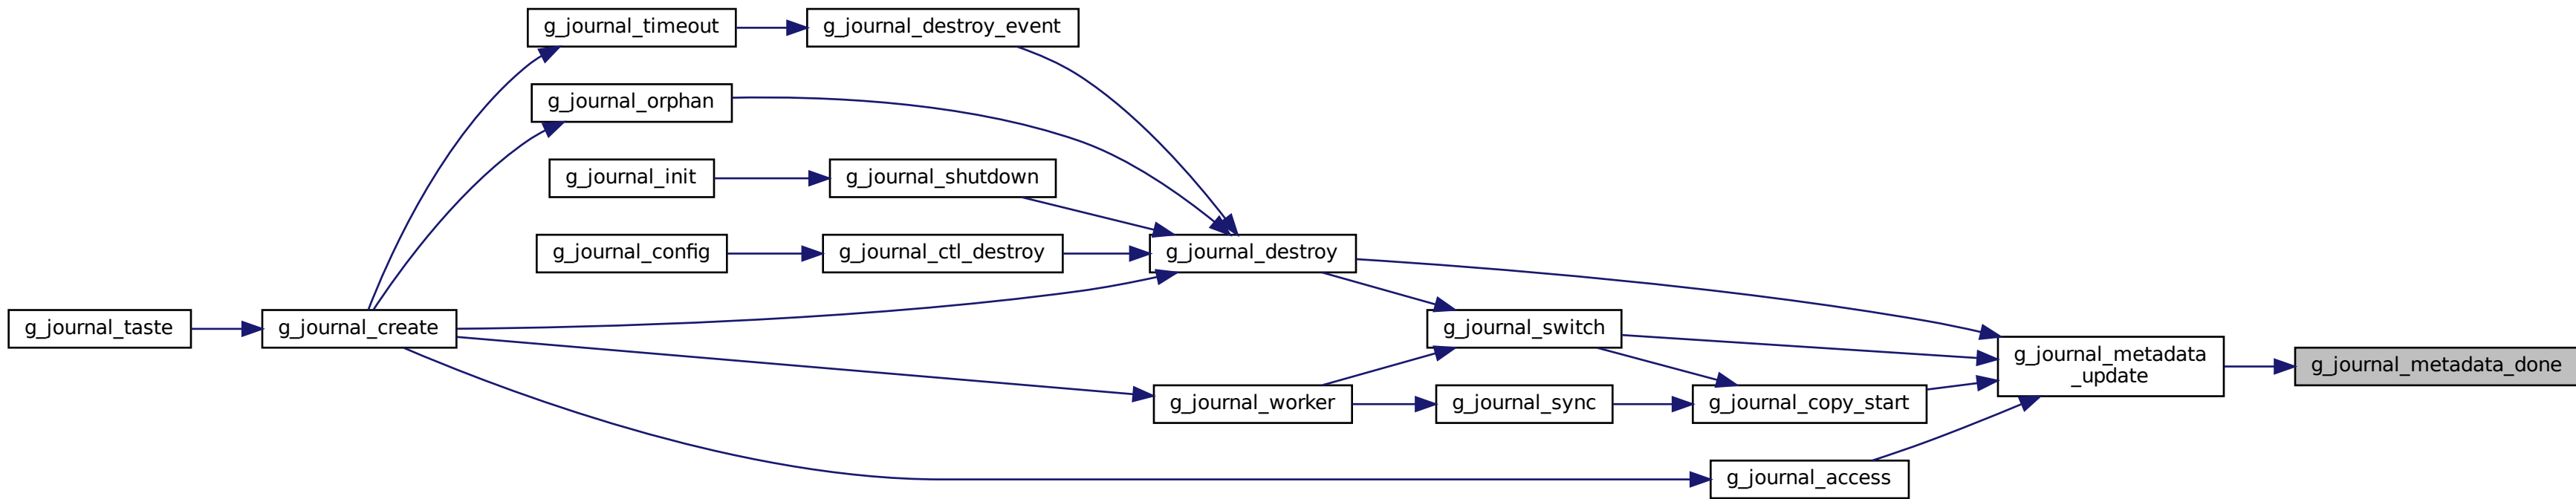 g_journal_timeout
g_journal_destroy_event
g_journal_orphan
g_journal_init
g_journal_shutdown
g_journal_config
g_journal_ctl_destroy
g_journal_destroy
g_journal_taste
g_journal_create
g_journal_switch
g_journal_metadata
_update
g_journal_metadata_done
g_journal_worker
g_journal_sync
g_journal_copy_start
g_journal_access